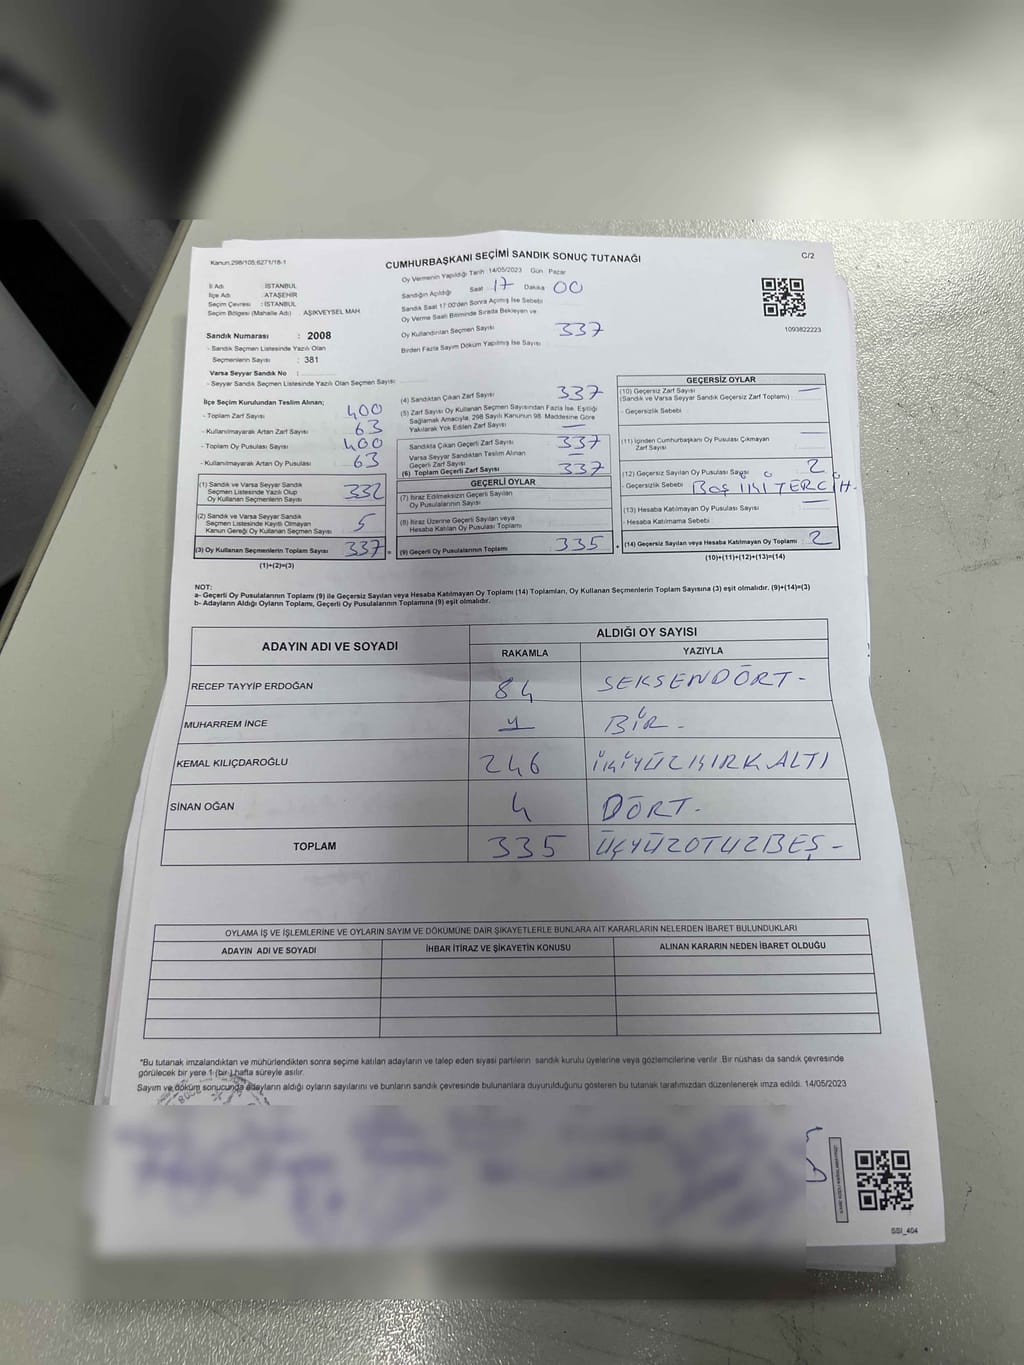 Kanun.298/105;6271/18-1
CUMHURBAŞKANI SEÇİMİ SANDIK SONUÇ TUTANAĞI
C/2
İli Adı : İSTANBUL
İlçe Adı : ATAŞEHİR
Seçim Çevresi : İSTANBUL
Seçim Bölgesi (Mahalle Adı) : AŞIKVEYSEL MAH
Sandık Numarası : 2008
- Sandık Seçmen Listesinde Yazılı Olan
Seçmenlerin Sayısı : 381
Varsa Seyyar Sandık No :
- Seyyar Sandık Seçmen Listesinde Yazılı Olan Seçmen Sayısı :
Oy Vermenin Yapıldığı Tarih :14/05/2023 Gün : Pazar
Sandığın Açıldığı Saat 17 Dakika 00
Sandık Saat 17:00'den Sonra Açılmış İse Sebebi
Oy Verme Saati Bitiminde Sırada Bekleyen ve
Oy Kullandırılan Seçmen Sayısı 337
Birden Fazla Sayım Döküm Yapılmış İse Sayısı
1093822223
İlçe Seçim Kurulundan Teslim Alınan;
- Toplam Zarf Sayısı 400
- Kullanılmayarak Artan Zarf Sayısı 63
- Toplam Oy Pusulası Sayısı 400
- Kullanılmayarak Artan Oy Pusulası 63
(1) Sandık ve Varsa Seyyar Sandık
Seçmen Listesinde Yazılı Olup
Oy Kullanan Seçmenlerin Sayısı 332
(2) Sandık ve Varsa Seyyar Sandık
Seçmen Listesinde Kayıtlı Olmayan
Kanun Gereği Oy Kullanan Seçmen Sayısı 5
(3) Oy Kullanan Seçmenlerin Toplam Sayısı 337 =
(1)+(2)=(3)
(4) Sandıktan Çıkan Zarf Sayısı 337
(5) Zarf Sayısı Oy Kullanan Seçmen Sayısından Fazla İse, Eşitliği
Sağlamak Amacıyla, 298 Sayılı Kanunun 98. Maddesine Göre
Yakılarak Yok Edilen Zarf Sayısı —
Sandıkta Çıkan Geçerli Zarf Sayısı 337
Varsa Seyyar Sandıktan Teslim Alınan
Geçerli Zarf Sayısı —
(6) Toplam Geçerli Zarf Sayısı 337
GEÇERLİ OYLAR
(7) İtiraz Edilmeksizin Geçerli Sayılan
Oy Pusulalarının Sayısı
(8) İtiraz Üzerine Geçerli Sayılan veya
Hesaba Katılan Oy Pusulası Toplamı
(9) Geçerli Oy Pusulalarının Toplamı 335 +
GEÇERSİZ OYLAR
(10) Geçersiz Zarf Sayısı —
(Sandık ve Varsa Seyyar Sandık Geçersiz Zarf Toplamı)
- Geçersizlik Sebebi
(11) İçinden Cumhurbaşkanı Oy Pusulası Çıkmayan —
Zarf Sayısı
(12) Geçersiz Sayılan Oy Pusulası Sayısı 2
- Geçersizlik Sebebi BOŞ İKİ TERCİH-
(13) Hesaba Katılmayan Oy Pusulası Sayısı —
- Hesaba Katılmama Sebebi
(14) Geçersiz Sayılan veya Hesaba Katılmayan Oy Toplamı : 2
(10)+(11)+(12)+(13)=(14)
NOT:
a- Geçerli Oy Pusulalarının Toplamı (9) ile Geçersiz Sayılan veya Hesaba Katılmayan Oy Toplamı (14) Toplamları, Oy Kullanan Seçmenlerin Toplam Sayısına (3) eşit olmalıdır. (9)+(14)=(3)
b- Adayların Aldığı Oyların Toplamı, Geçerli Oy Pusulalarının Toplamına (9) eşit olmalıdır.
ADAYIN ADI VE SOYADI
ALDIĞI OY SAYISI
RAKAMLA YAZIYLA
RECEP TAYYİP ERDOĞAN 84 SEKSENDÖRT-
MUHARREM İNCE 1 BİR-
KEMAL KILIÇDAROĞLU 246 İKİYÜZKIRKALTI
SİNAN OĞAN 4 DÖRT-
TOPLAM 335 ÜÇYÜZOTUZBEŞ-
OYLAMA İŞ VE İŞLEMLERİNE VE OYLARIN SAYIM VE DÖKÜMÜNE DAİR ŞİKAYETLERLE BUNLARA AİT KARARLARIN NELERDEN İBARET BULUNDUKLARI
ADAYIN ADI VE SOYADI İHBAR İTİRAZ VE ŞİKAYETİN KONUSU ALINAN KARARIN NEDEN İBARET OLDUĞU
*Bu tutanak imzalandıktan ve mühürlendikten sonra seçime katılan adayların ve talep eden siyasi partilerin sandık kurulu üyelerine veya gözlemcilerine verilir. Bir nüshası da sandık çevresinde
görülecek bir yere 1 (bir) hafta süreyle asılır.
Sayım ve döküm sonucunda adayların aldığı oyların sayılarını ve bunların sandık çevresinde bulunanlara duyurulduğunu gösteren bu tutanak tarafımızdan düzenlenerek imza edildi. 14/05/2023
2008
SSI_404